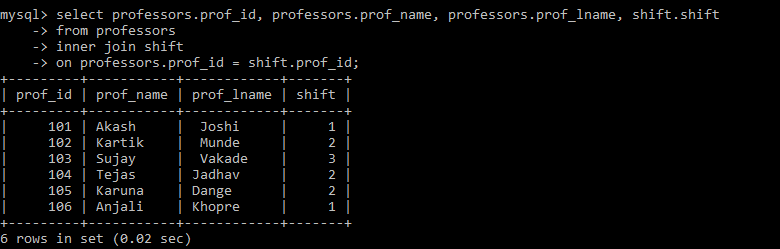 mysql> select professors.prof_id, professors.prof_name, professors.prof_lname, shift.shift
    -> from professors
    -> inner join shift
    -> on professors.prof_id = shift.prof_id;
+---------+-----------+------------+-------+
| prof_id | prof_name | prof_lname | shift |
+---------+-----------+------------+-------+
|     101 | Akash     |  Joshi     |     1 |
|     102 | Kartik    |  Munde     |     2 |
|     103 | Sujay     |  Vakade    |     3 |
|     104 | Tejas     | Jadhav     |     2 |
|     105 | Karuna    | Dange      |     2 |
|     106 | Anjali    | Khopre     |     1 |
+---------+-----------+------------+-------+
6 rows in set (0.02 sec)